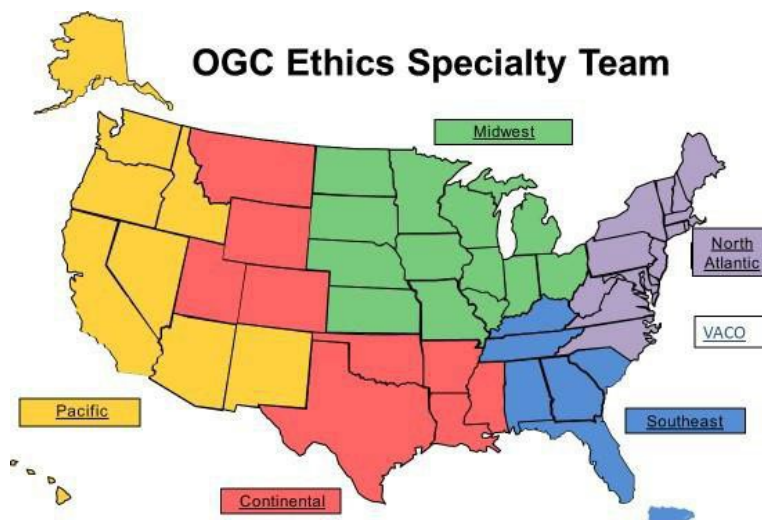 OGC Ethics Specialty Team
Midwest
North
Atlantic
VACO
Pacific
Southeast
Continental